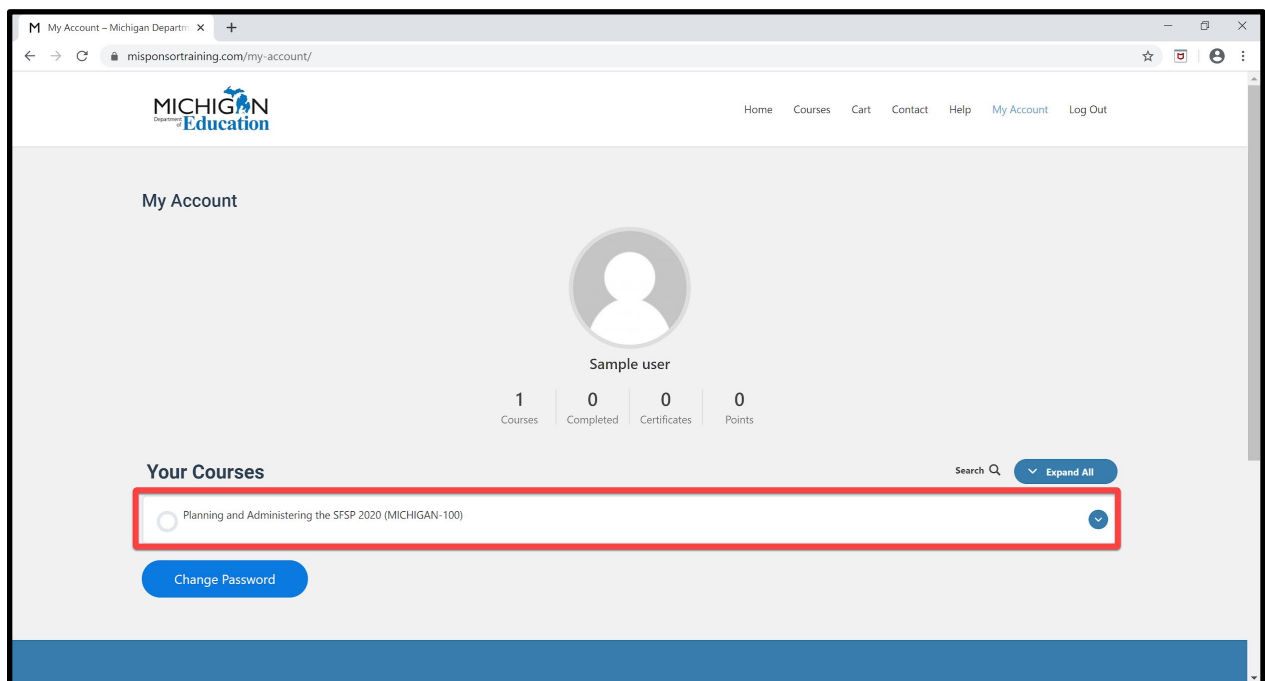 M My Account – Michigan Departm
misponsortraining.com/my-account/
MICHIGAN
Department of Education
Home Courses Cart Contact Help My Account Log Out
My Account
Sample user
1 0 0 0
Courses Completed Certificates Points
Your Courses
Search Expand All
Planning and Administering the SFSP 2020 (MICHIGAN-100)
Change Password